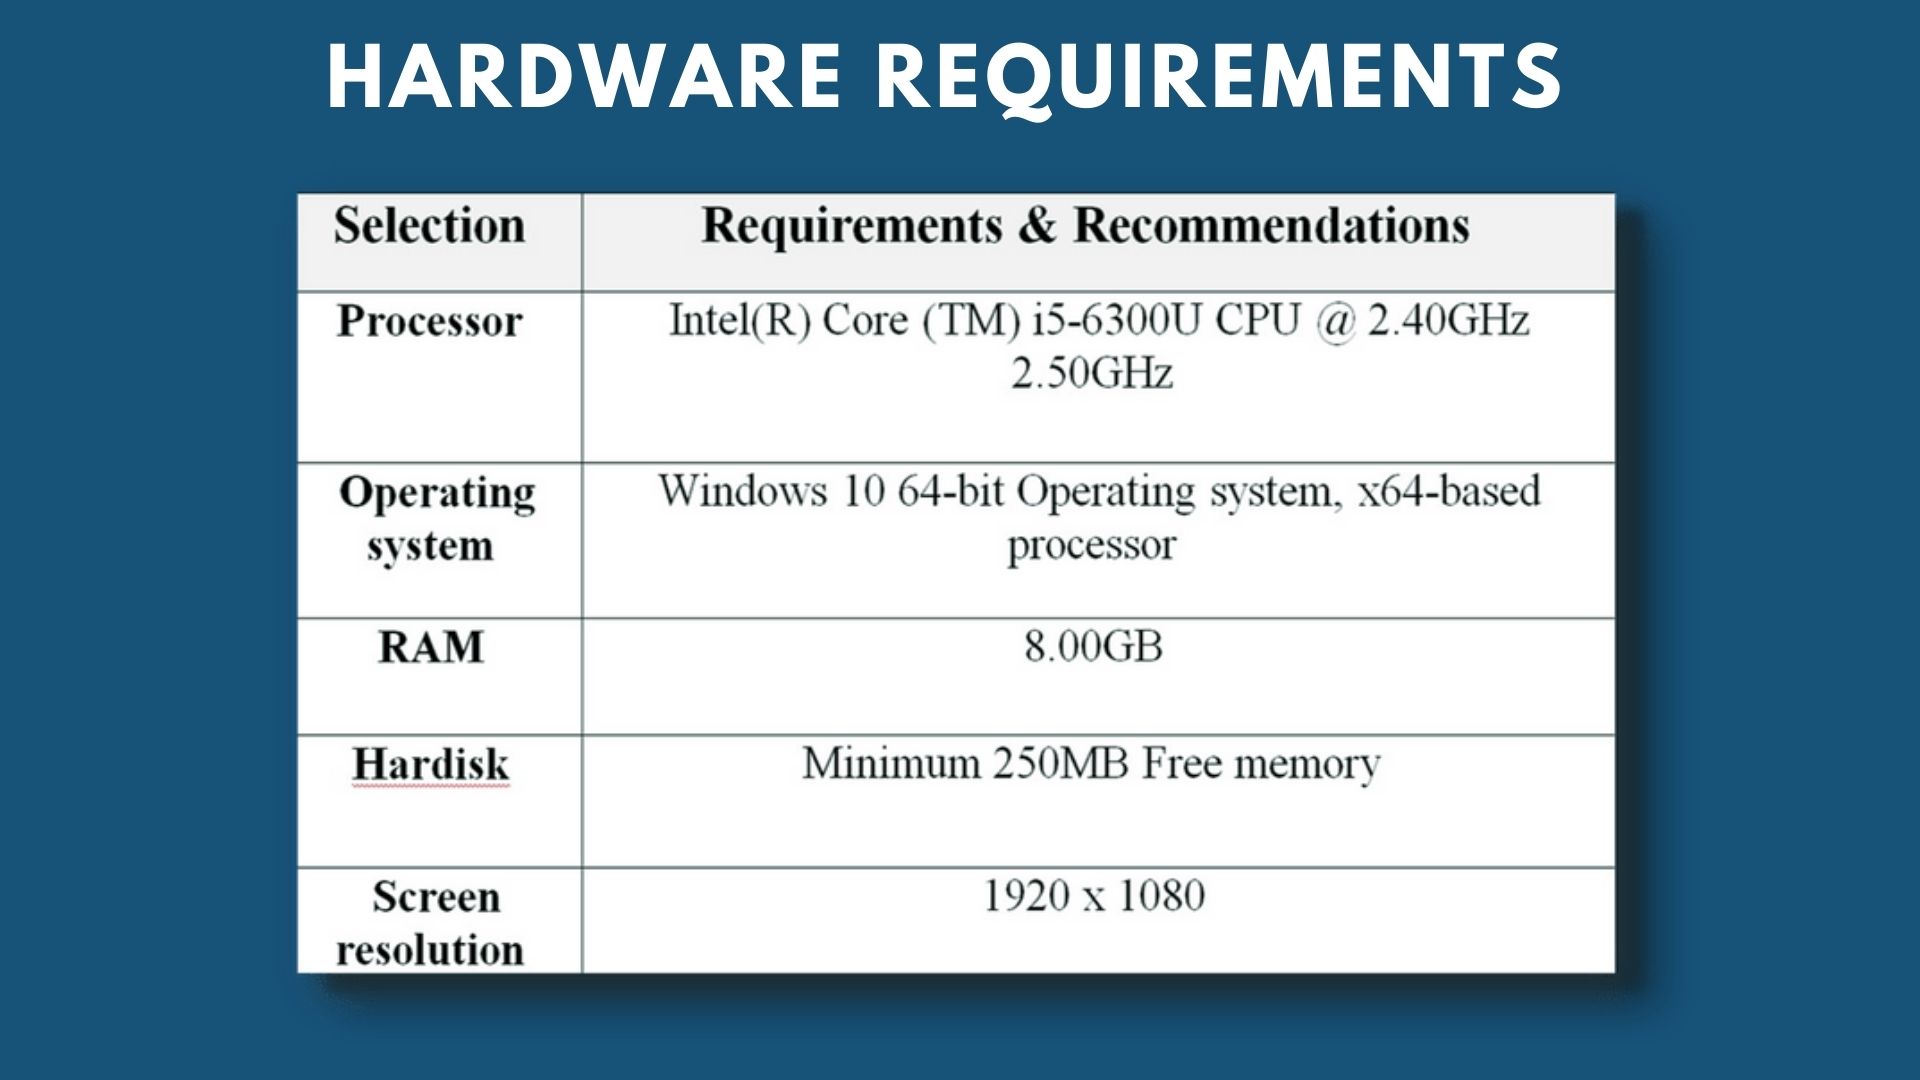 HARDWARE REQUIREMENTS
Selection
Requirements & Recommendations
Processor
Intel(R) Core (TM) i5-6300U CPU @ 2.40GHz
2.50GHz
Operating
system
Windows 10 64-bit Operating system, x64-based
processor
RAM
8.00GB
Hardisk
Minimum 250MB Free memory
Screen
resolution
1920 x 1080